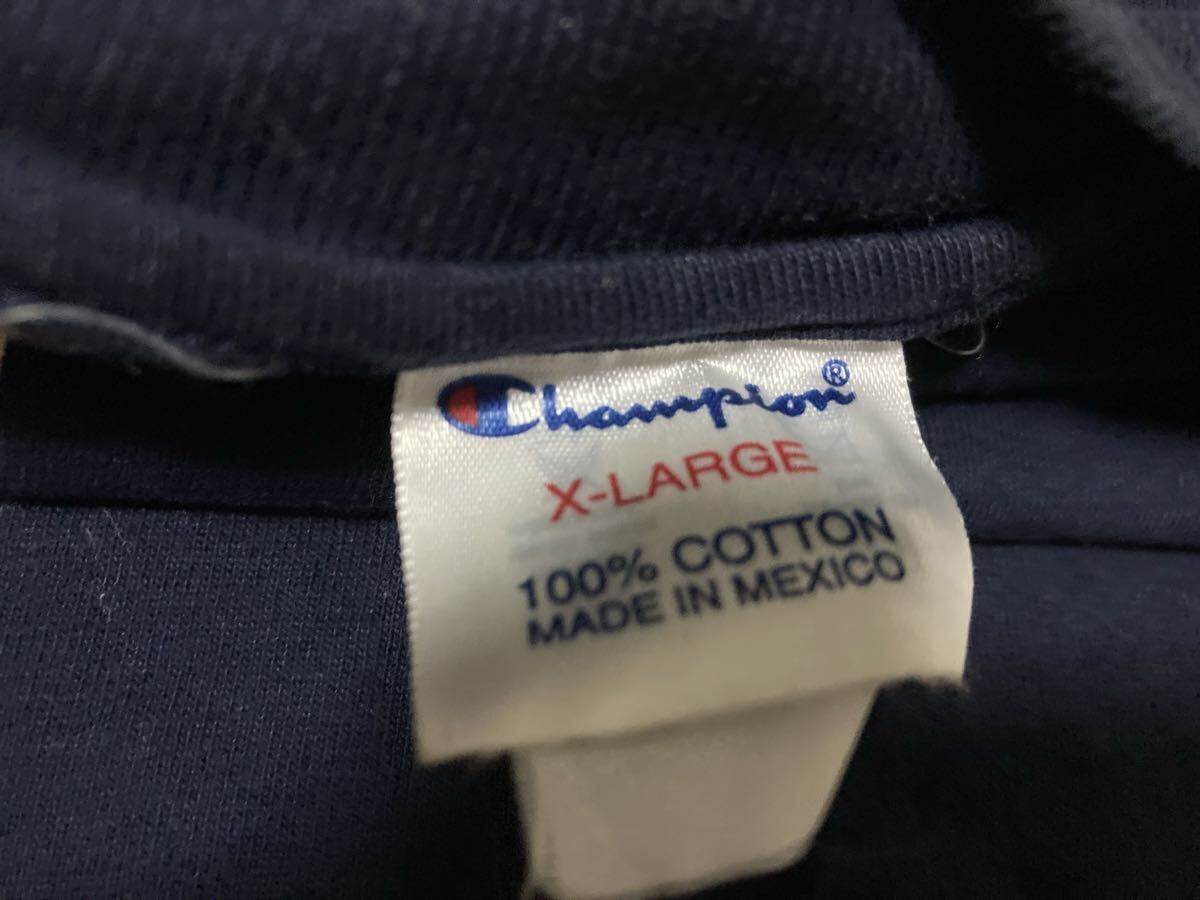 Champion®
X-LARGE
100% COTTON
MADE IN MEXICO